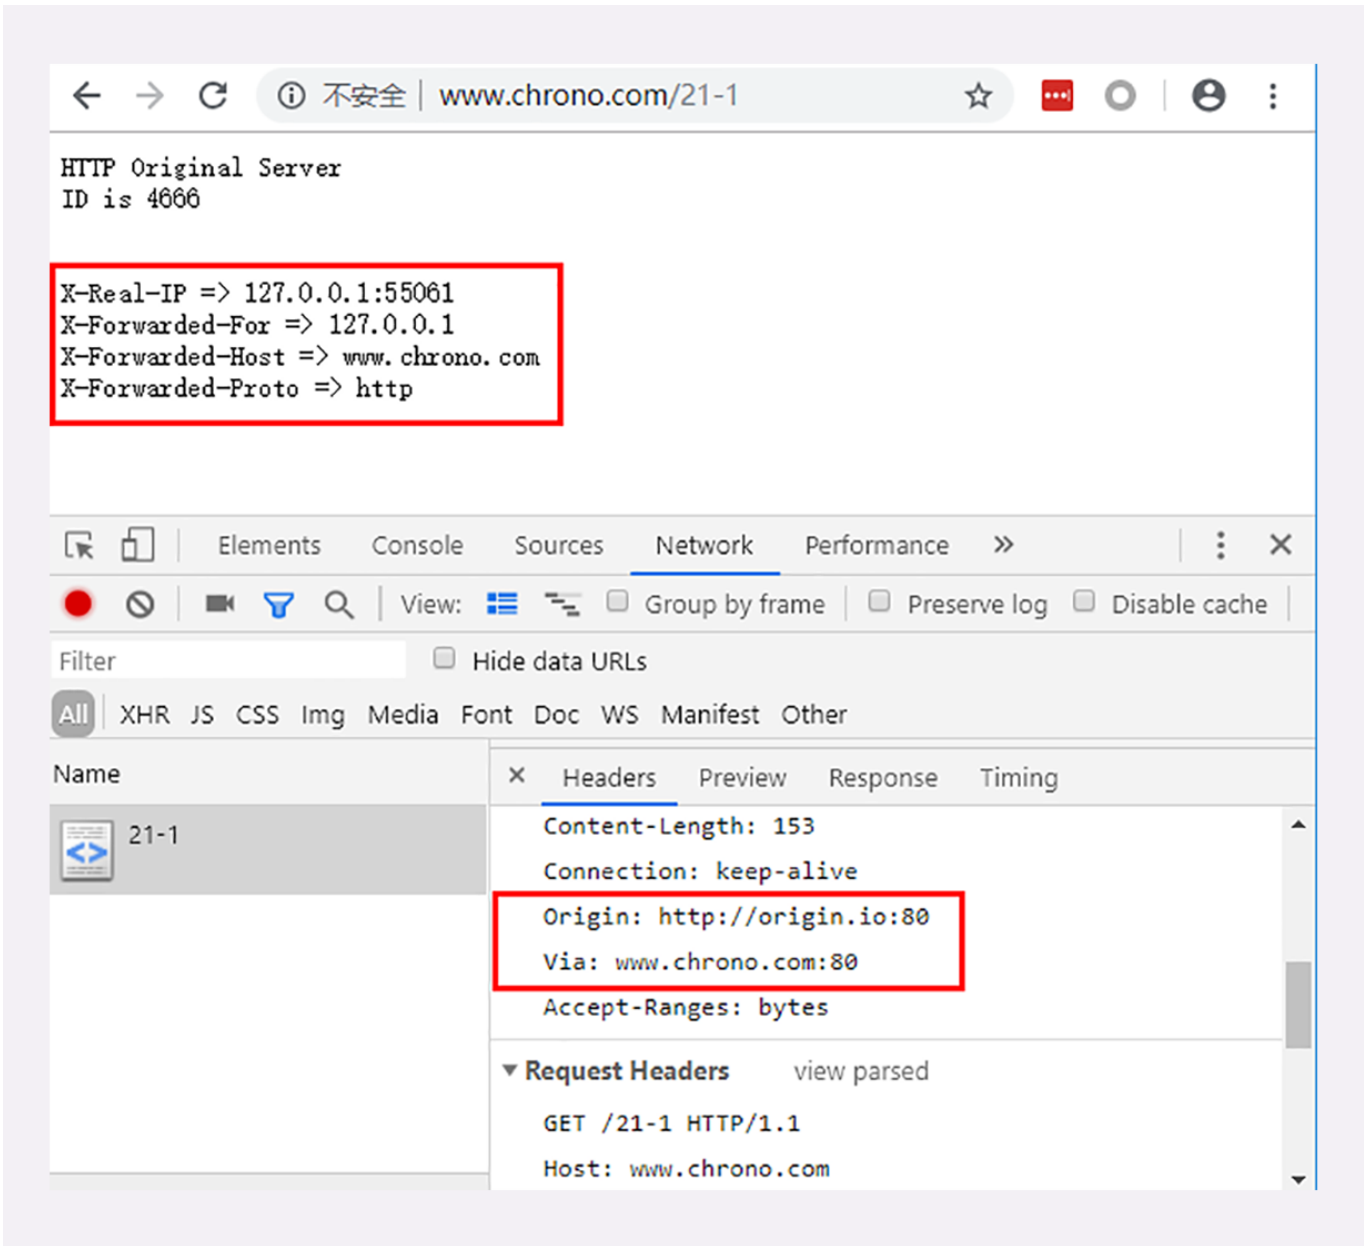 不安全 | www.chrono.com/21-1
HTTP Original Server
ID is 4666
X-Real-IP => 127.0.0.1:55061
X-Forwarded-For => 127.0.0.1
X-Forwarded-Host => www.chrono.com
X-Forwarded-Proto => http
Elements Console Sources Network Performance »
View: Group by frame Preserve log Disable cache
Filter Hide data URLs
All XHR JS CSS Img Media Font Doc WS Manifest Other
Name
21-1
× Headers Preview Response Timing
Content-Length: 153
Connection: keep-alive
Origin: http://origin.io:80
Via: www.chrono.com:80
Accept-Ranges: bytes
Request Headers view parsed
GET /21-1 HTTP/1.1
Host: www.chrono.com